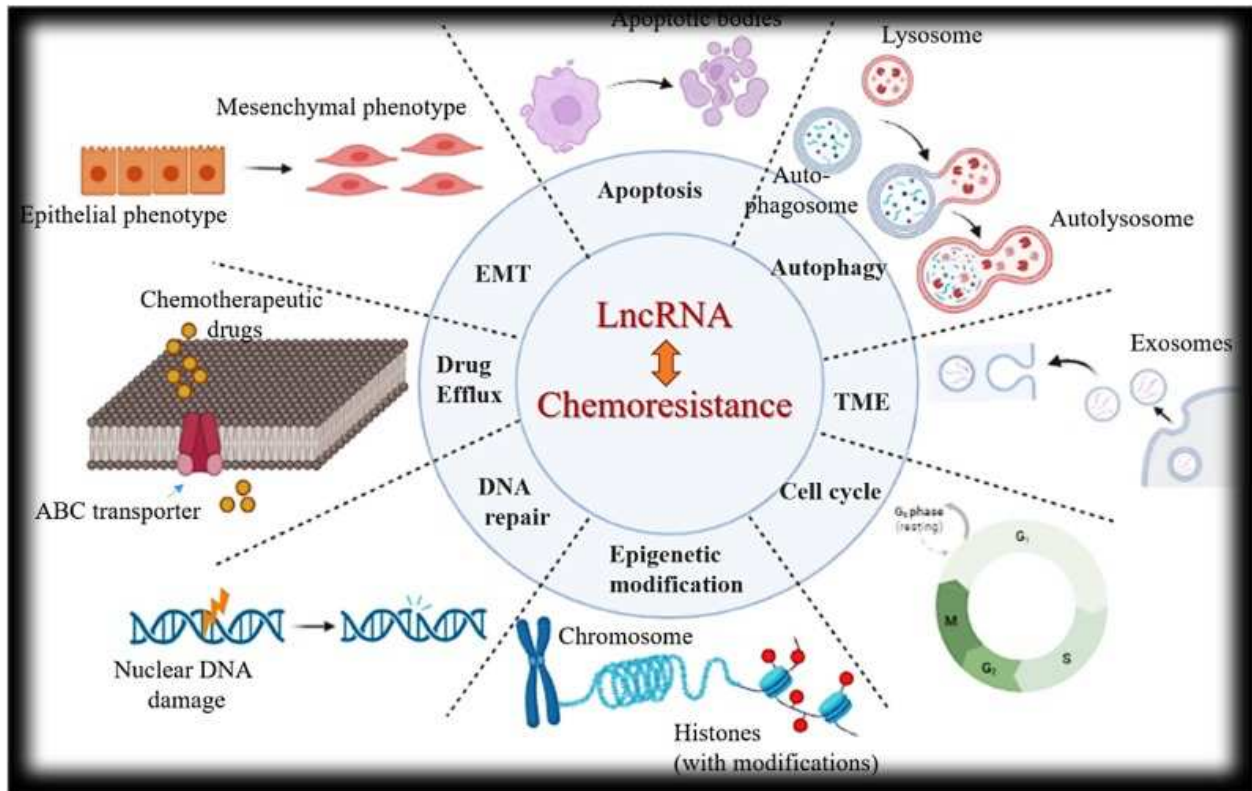 Apoptotic bodies
Lysosome
Mesenchymal phenotype
Epithelial phenotype
Auto-
phagosome
Autolysosome
Apoptosis
EMT
Autophagy
LncRNA
Chemoresistance
Chemotherapeutic
drugs
Drug
Efflux
TME
Exosomes
ABC transporter
DNA
repair
Cell cycle
Epigenetic
modification
G₀ phase
(resting)
G₁
M
G₂
S
Nuclear DNA
damage
Chromosome
Histones
(with modifications)